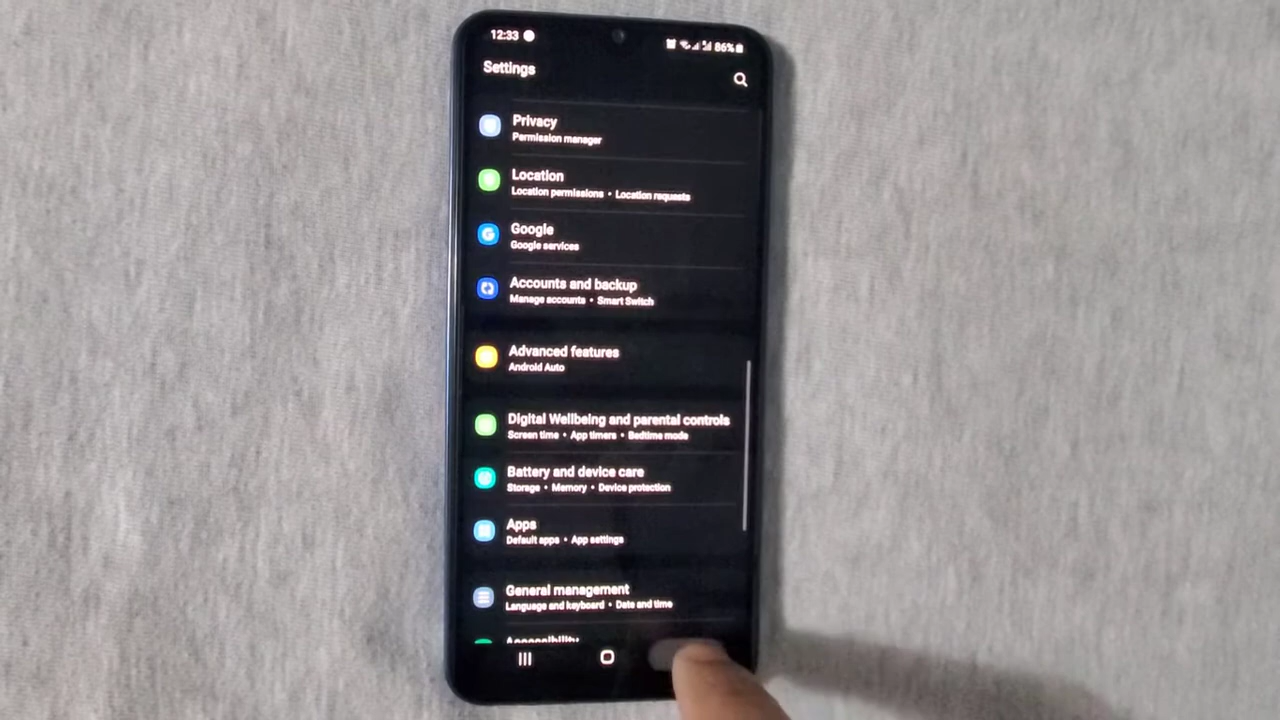 12:33
86%
Settings
Privacy
Permission manager
Location
Location permissions • Location requests
Google
Google services
Accounts and backup
Manage accounts • Smart Switch
Advanced features
Android Auto
Digital Wellbeing and parental controls
Screen time • App timers • Bedtime mode
Battery and device care
Storage • Memory • Device protection
Apps
Default apps • App settings
General management
Language and keyboard • Date and time
Accessibility